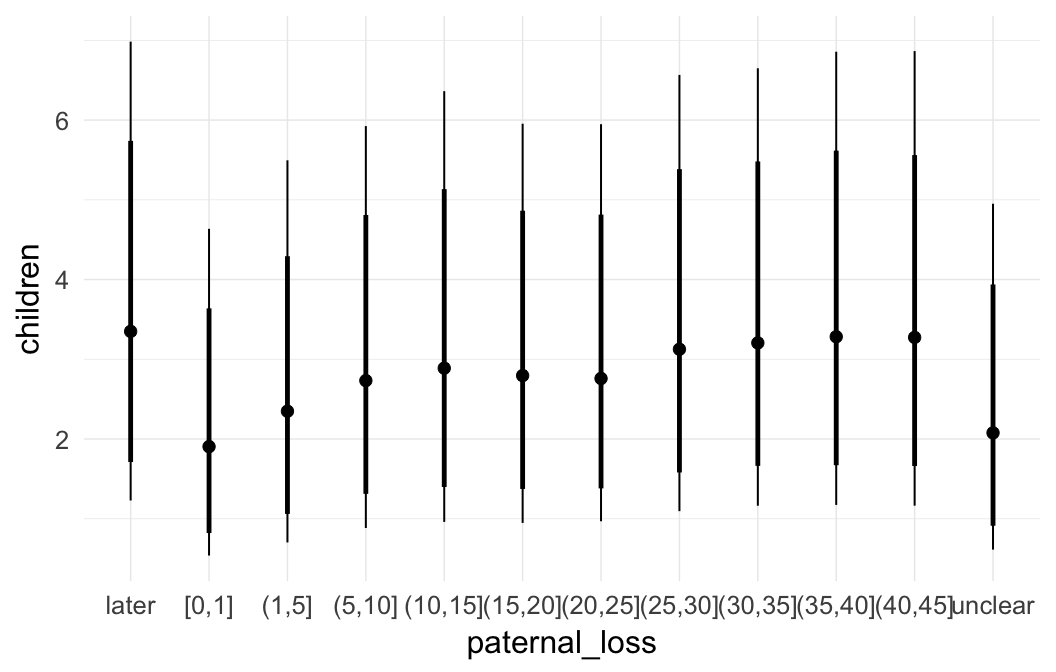 children
6
4
2
later [0,1] (1,5] (5,10] (10,15] (15,20] (20,25] (25,30] (30,35] (35,40] (40,45] unclear
paternal_loss